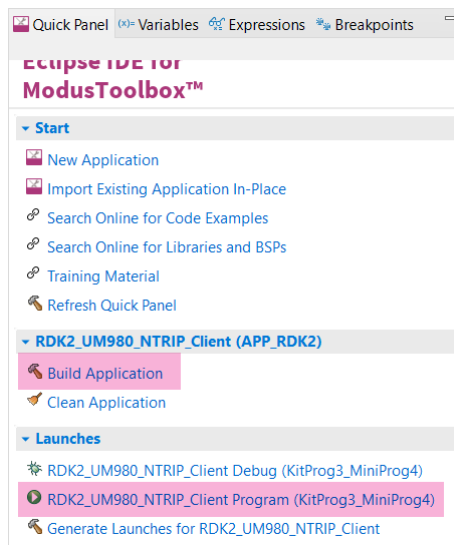 Quick Panel (x)= Variables Expressions Breakpoints
Eclipse IDE for
ModusToolbox™
Start
New Application
Import Existing Application In-Place
Search Online for Code Examples
Search Online for Libraries and BSPs
Training Material
Refresh Quick Panel
RDK2_UM980_NTRIP_Client (APP_RDK2)
Build Application
Clean Application
Launches
RDK2_UM980_NTRIP_Client Debug (KitProg3_MiniProg4)
RDK2_UM980_NTRIP_Client Program (KitProg3_MiniProg4)
Generate Launches for RDK2_UM980_NTRIP_Client